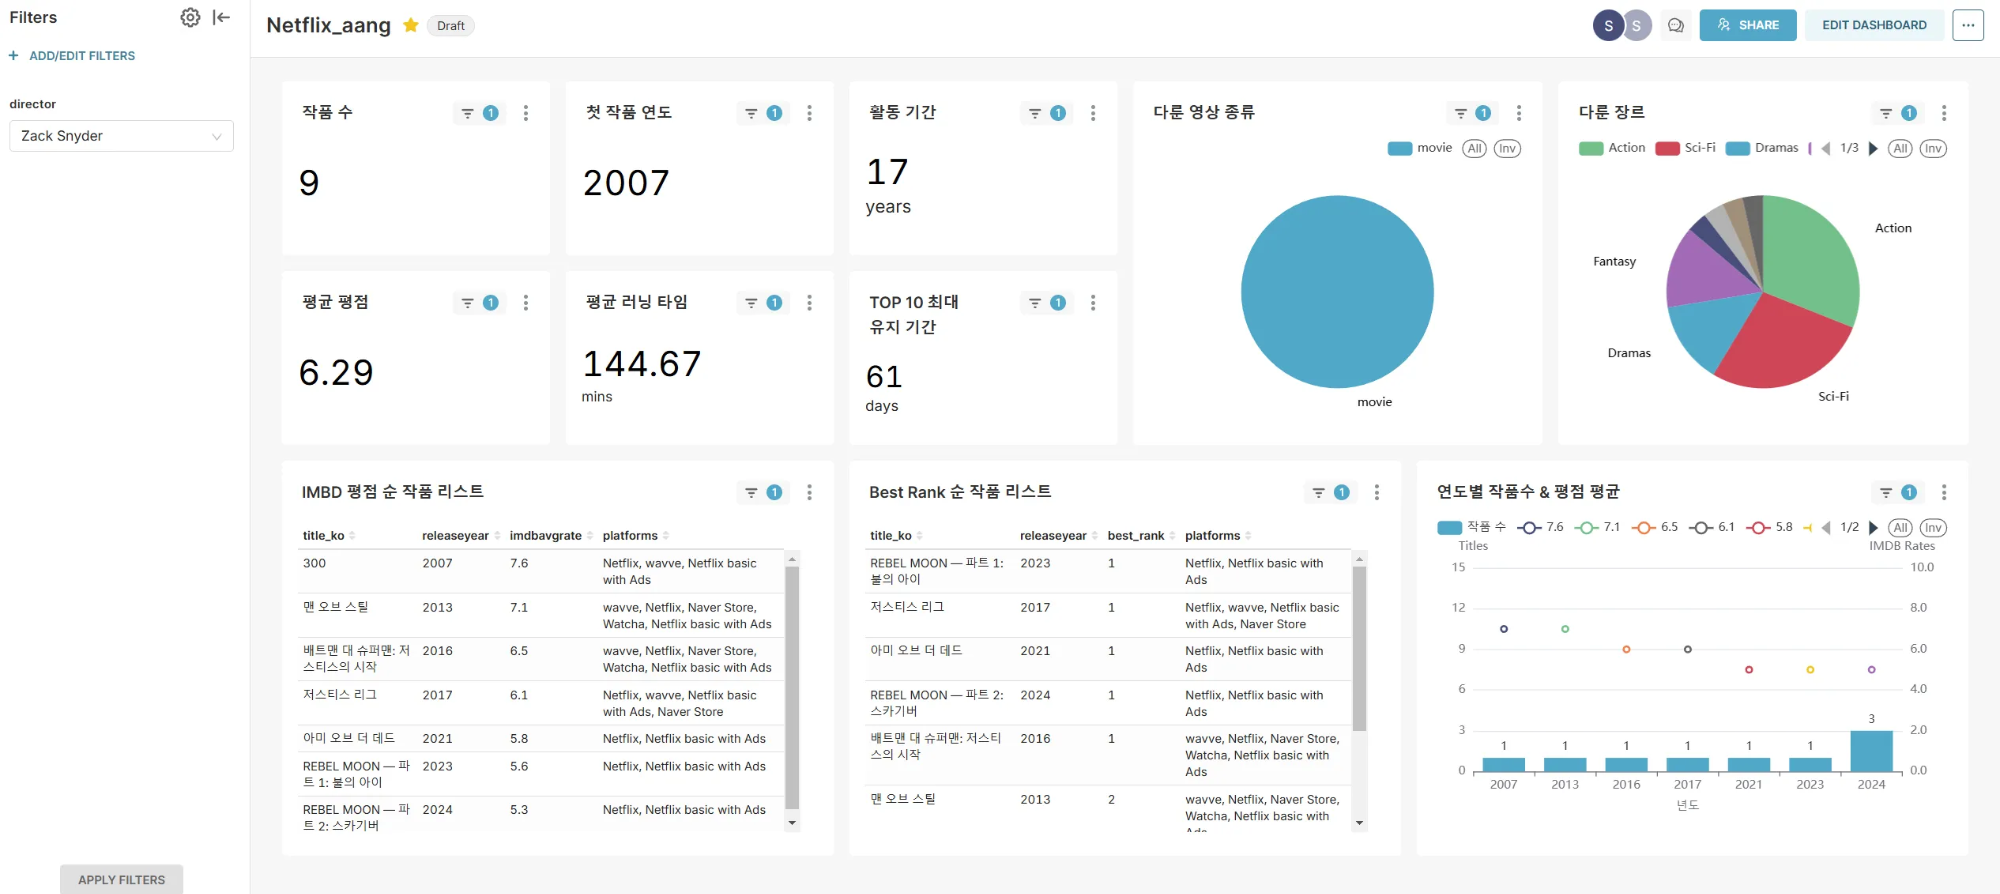 Filters
ADD/EDIT FILTERS
director
Zack Snyder
APPLY FILTERS
Netflix_aang
Draft
S
S
SHARE
EDIT DASHBOARD
작품 수
1
9
첫 작품 연도
1
2007
활동 기간
1
17
years
다룬 영상 종류
1
movie
All
Inv
movie
다룬 장르
1
Action
Sci-Fi
Dramas
1/3
All
Inv
Action
Fantasy
Dramas
Sci-Fi
평균 평점
1
6.29
평균 러닝 타임
1
144.67
mins
TOP 10 최대
유지 기간
1
61
days
IMBD 평점 순 작품 리스트
1
title_ko releaseyear imdbavgrate platforms
300 2007 7.6 Netflix, wavve, Netflix basic
with Ads
맨 오브 스틸 2013 7.1 wavve, Netflix, Naver Store,
Watcha, Netflix basic with Ads
배트맨 대 슈퍼맨: 저 2016 6.5 wavve, Netflix, Naver Store,
스티스의 시작 Watcha, Netflix basic with Ads
저스티스 리그 2017 6.1 Netflix, wavve, Netflix basic
with Ads, Naver Store
아미 오브 더 데드 2021 5.8 Netflix, Netflix basic with Ads
REBEL MOON — 파 2023 5.6 Netflix, Netflix basic with Ads
트 1: 불의 아이
REBEL MOON — 파 2024 5.3 Netflix, Netflix basic with Ads
트 2: 스카기버
Best Rank 순 작품 리스트
1
title_ko releaseyear best_rank platforms
REBEL MOON — 파트 1: 2023 1 Netflix, Netflix basic with
불의 아이 Ads
저스티스 리그 2017 1 Netflix, wavve, Netflix basic
with Ads, Naver Store
아미 오브 더 데드 2021 1 Netflix, Netflix basic with
Ads
REBEL MOON — 파트 2: 2024 1 Netflix, Netflix basic with
스카기버 Ads
배트맨 대 슈퍼맨: 저스티 2016 1 wavve, Netflix, Naver Store,
스의 시작 Watcha, Netflix basic with
Ads
맨 오브 스틸 2013 2 wavve, Netflix, Naver Store,
Watcha, Netflix basic with
Ads
연도별 작품수 & 평점 평균
1
작품 수 7.6 7.1 6.5 6.1 5.8 1/2 All Inv
Titles IMDB Rates
15 10.0
12 8.0
9 6.0
6 4.0
3 2.0
0 0.0
1 1 1 1 1 1 3
2007 2013 2016 2017 2021 2023 2024
년도